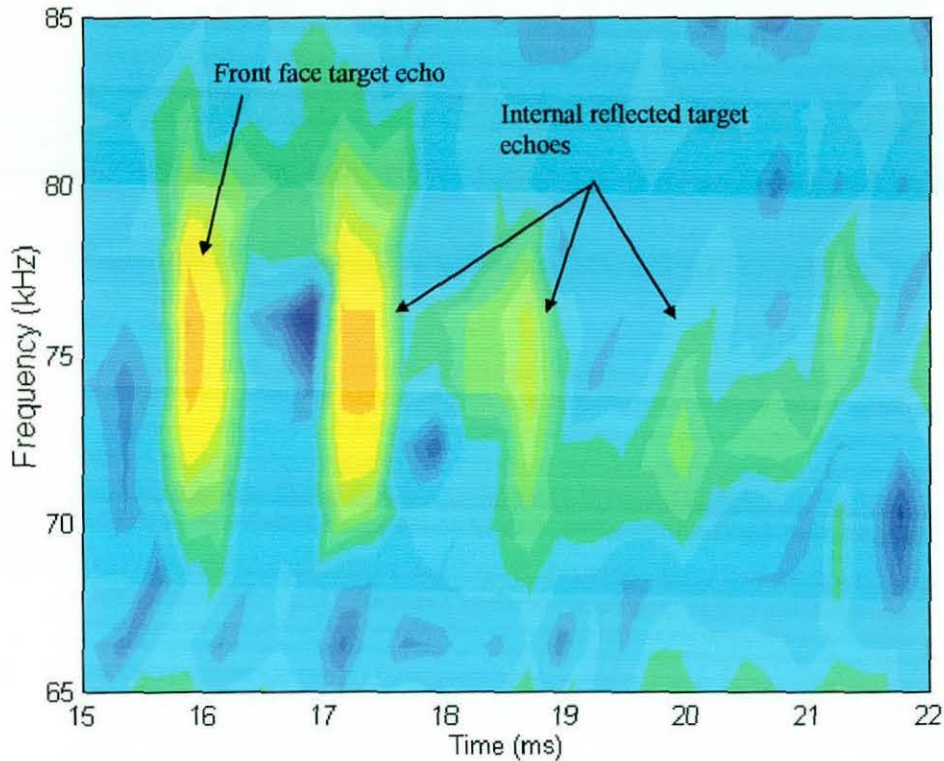 85
Front face target echo
Internal reflected target
echoes
80
Frequency (kHz)
75
70
65
15 16 17 18 19 20 21 22
Time (ms)